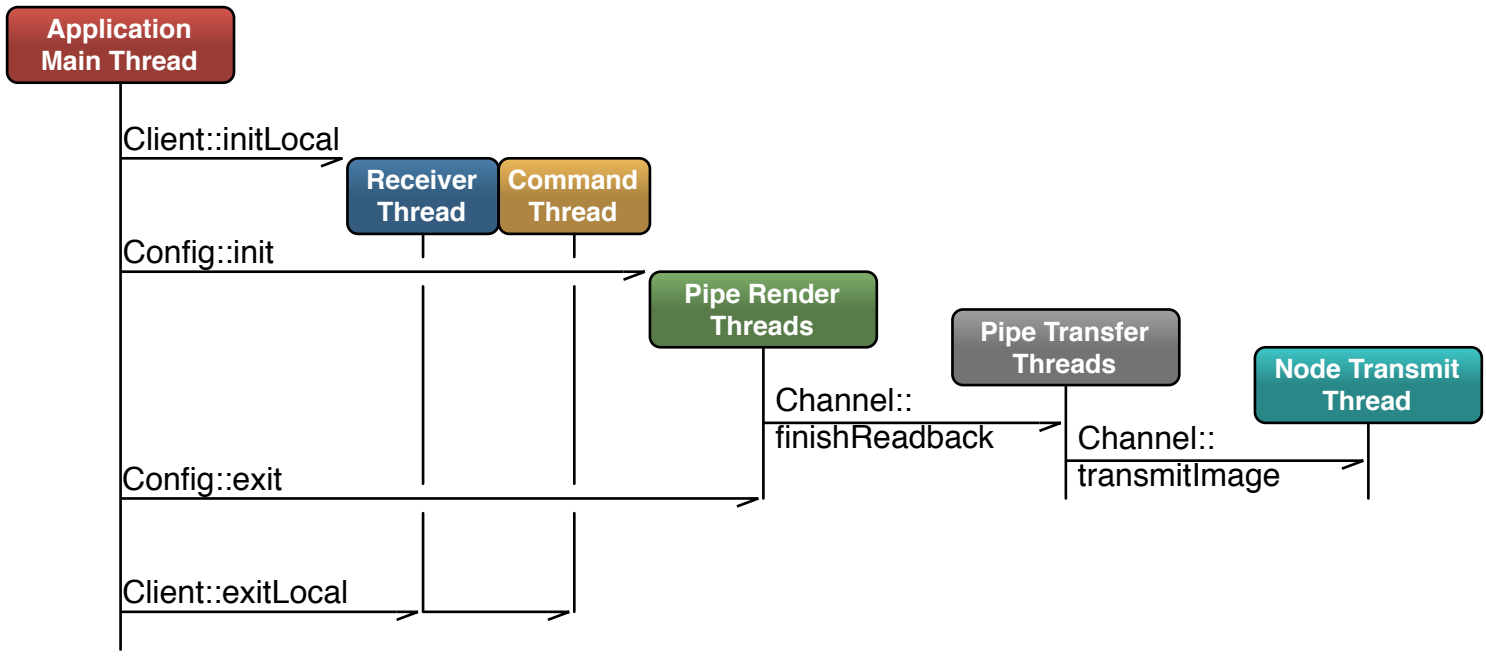 Application
Main Thread
Client::initLocal
Receiver
Thread
Command
Thread
Config::init
Pipe Render
Threads
Pipe Transfer
Threads
Node Transmit
Thread
Channel::
finishReadback
Channel::
transmitImage
Config::exit
Client::exitLocal